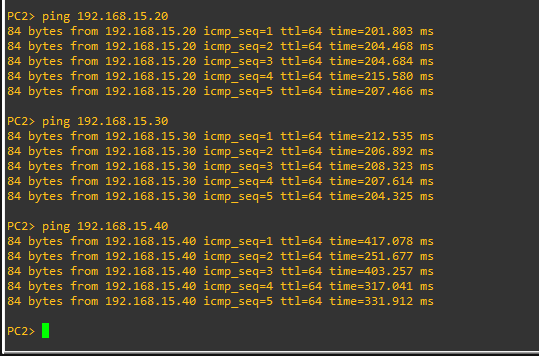 PC2> ping 192.168.15.20
84 bytes from 192.168.15.20 icmp_seq=1 ttl=64 time=201.803 ms
84 bytes from 192.168.15.20 icmp_seq=2 ttl=64 time=204.468 ms
84 bytes from 192.168.15.20 icmp_seq=3 ttl=64 time=204.684 ms
84 bytes from 192.168.15.20 icmp_seq=4 ttl=64 time=215.580 ms
84 bytes from 192.168.15.20 icmp_seq=5 ttl=64 time=207.466 ms
PC2> ping 192.168.15.30
84 bytes from 192.168.15.30 icmp_seq=1 ttl=64 time=212.535 ms
84 bytes from 192.168.15.30 icmp_seq=2 ttl=64 time=206.892 ms
84 bytes from 192.168.15.30 icmp_seq=3 ttl=64 time=208.323 ms
84 bytes from 192.168.15.30 icmp_seq=4 ttl=64 time=207.614 ms
84 bytes from 192.168.15.30 icmp_seq=5 ttl=64 time=204.325 ms
PC2> ping 192.168.15.40
84 bytes from 192.168.15.40 icmp_seq=1 ttl=64 time=417.078 ms
84 bytes from 192.168.15.40 icmp_seq=2 ttl=64 time=251.677 ms
84 bytes from 192.168.15.40 icmp_seq=3 ttl=64 time=403.257 ms
84 bytes from 192.168.15.40 icmp_seq=4 ttl=64 time=317.041 ms
84 bytes from 192.168.15.40 icmp_seq=5 ttl=64 time=331.912 ms
PC2>